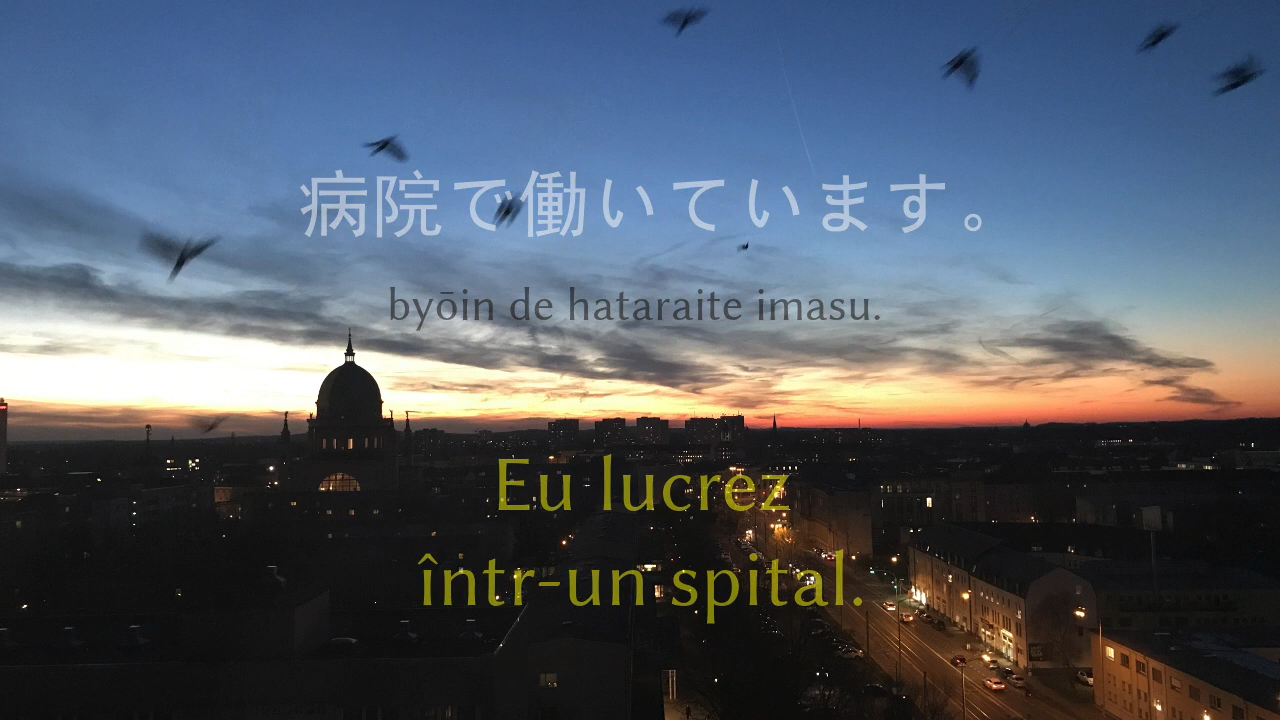 病院で働いています。
byōin de hataraite imasu.
Eu lucrez
într-un spital.